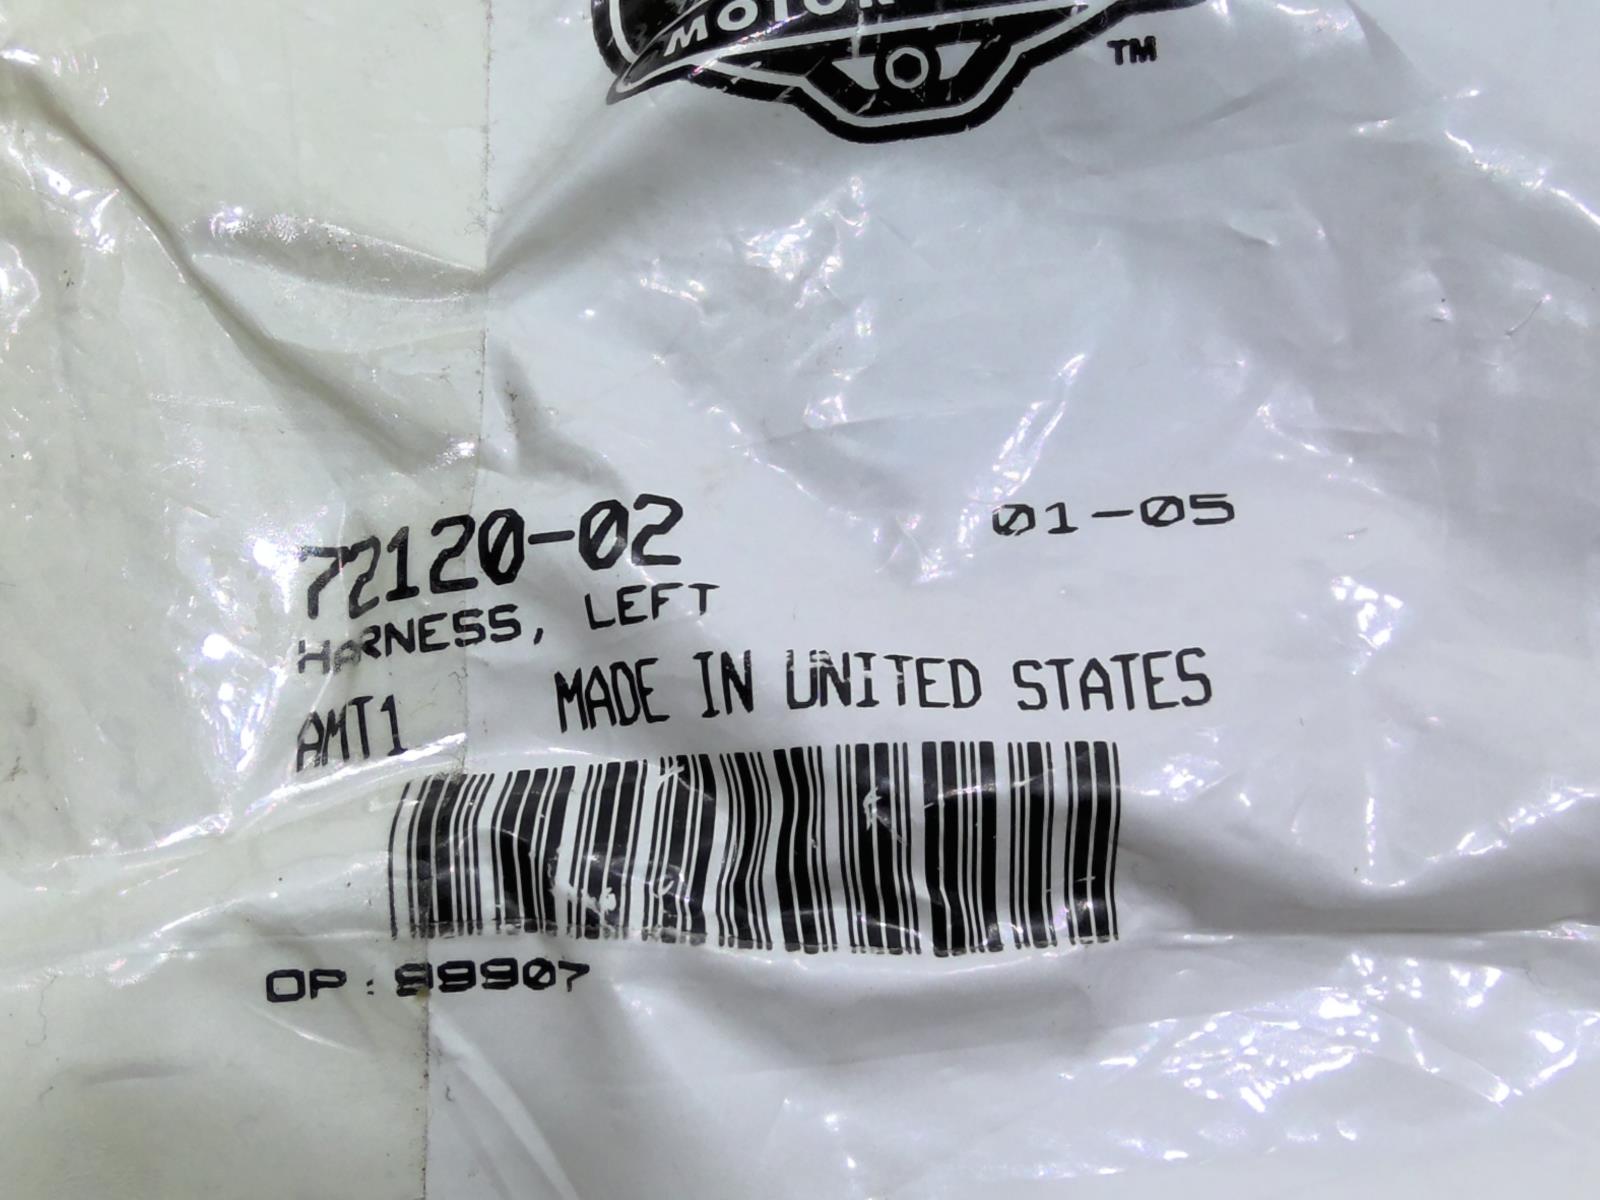 MOTOR
TM
72120-02
01-05
HARNESS, LEFT
AMT1
MADE IN UNITED STATES
OP: 99907